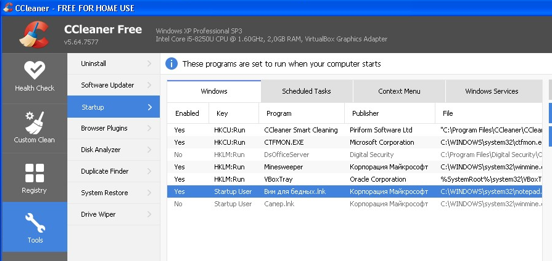 CCleaner - FREE FOR HOME USE
CCleaner Free
v5.64.7577
Windows XP Professional SP3
Intel Core i5-8250U CPU @ 1.60GHz, 2,0GB RAM, VirtualBox Graphics Adapter
Health Check
Custom Clean
Registry
Tools
Uninstall
Software Updater
Startup
Browser Plugins
Disk Analyzer
Duplicate Finder
System Restore
Drive Wiper
These programs are set to run when your computer starts
Windows Scheduled Tasks Context Menu Windows Services
Enabled Key Program Publisher File
Yes HKCU:Run CCleaner Smart Cleaning Piriform Software Ltd "C:\Program Files\CCleaner\CCleane
Yes HKCU:Run CTFMON.EXE Microsoft Corporation C:\WINDOWS\system32\ctfmon.e
No HKLM:Run DsOfficeServer Digital Security C:\Program Files\Digital Security\D
Yes HKLM:Run Minesweeper Корпорация Майкрософт C:\WINDOWS\system32\winmine.
Yes HKLM:Run VBoxTray Oracle Corporation %SystemRoot%\system32\VBoxT
Yes Startup User Вим для бедных.lnk Корпорация Майкрософт C:\WINDOWS\system32\notepad.
No Startup User Сапер.lnk Корпорация Майкрософт C:\WINDOWS\system32\winmine.